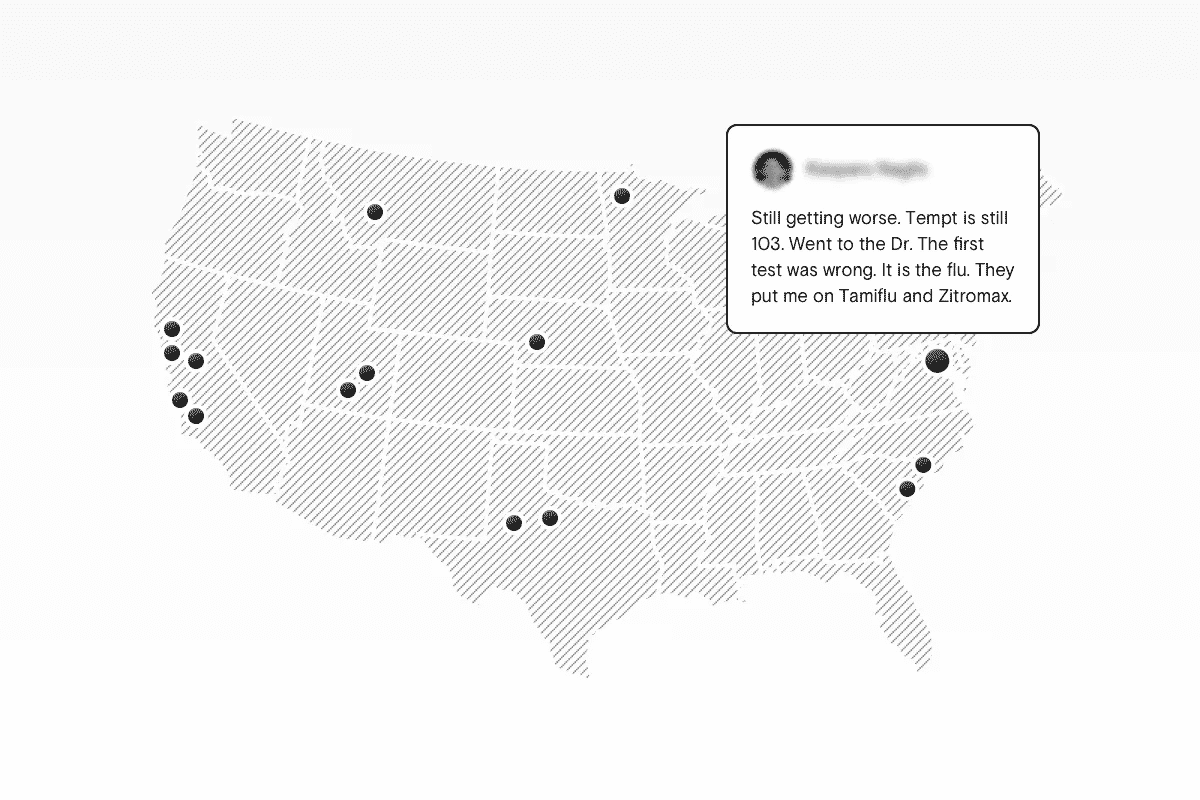 Still getting worse. Tempt is still
103. Went to the Dr. The first
test was wrong. It is the flu. They
put me on Tamiflu and Zitromax.